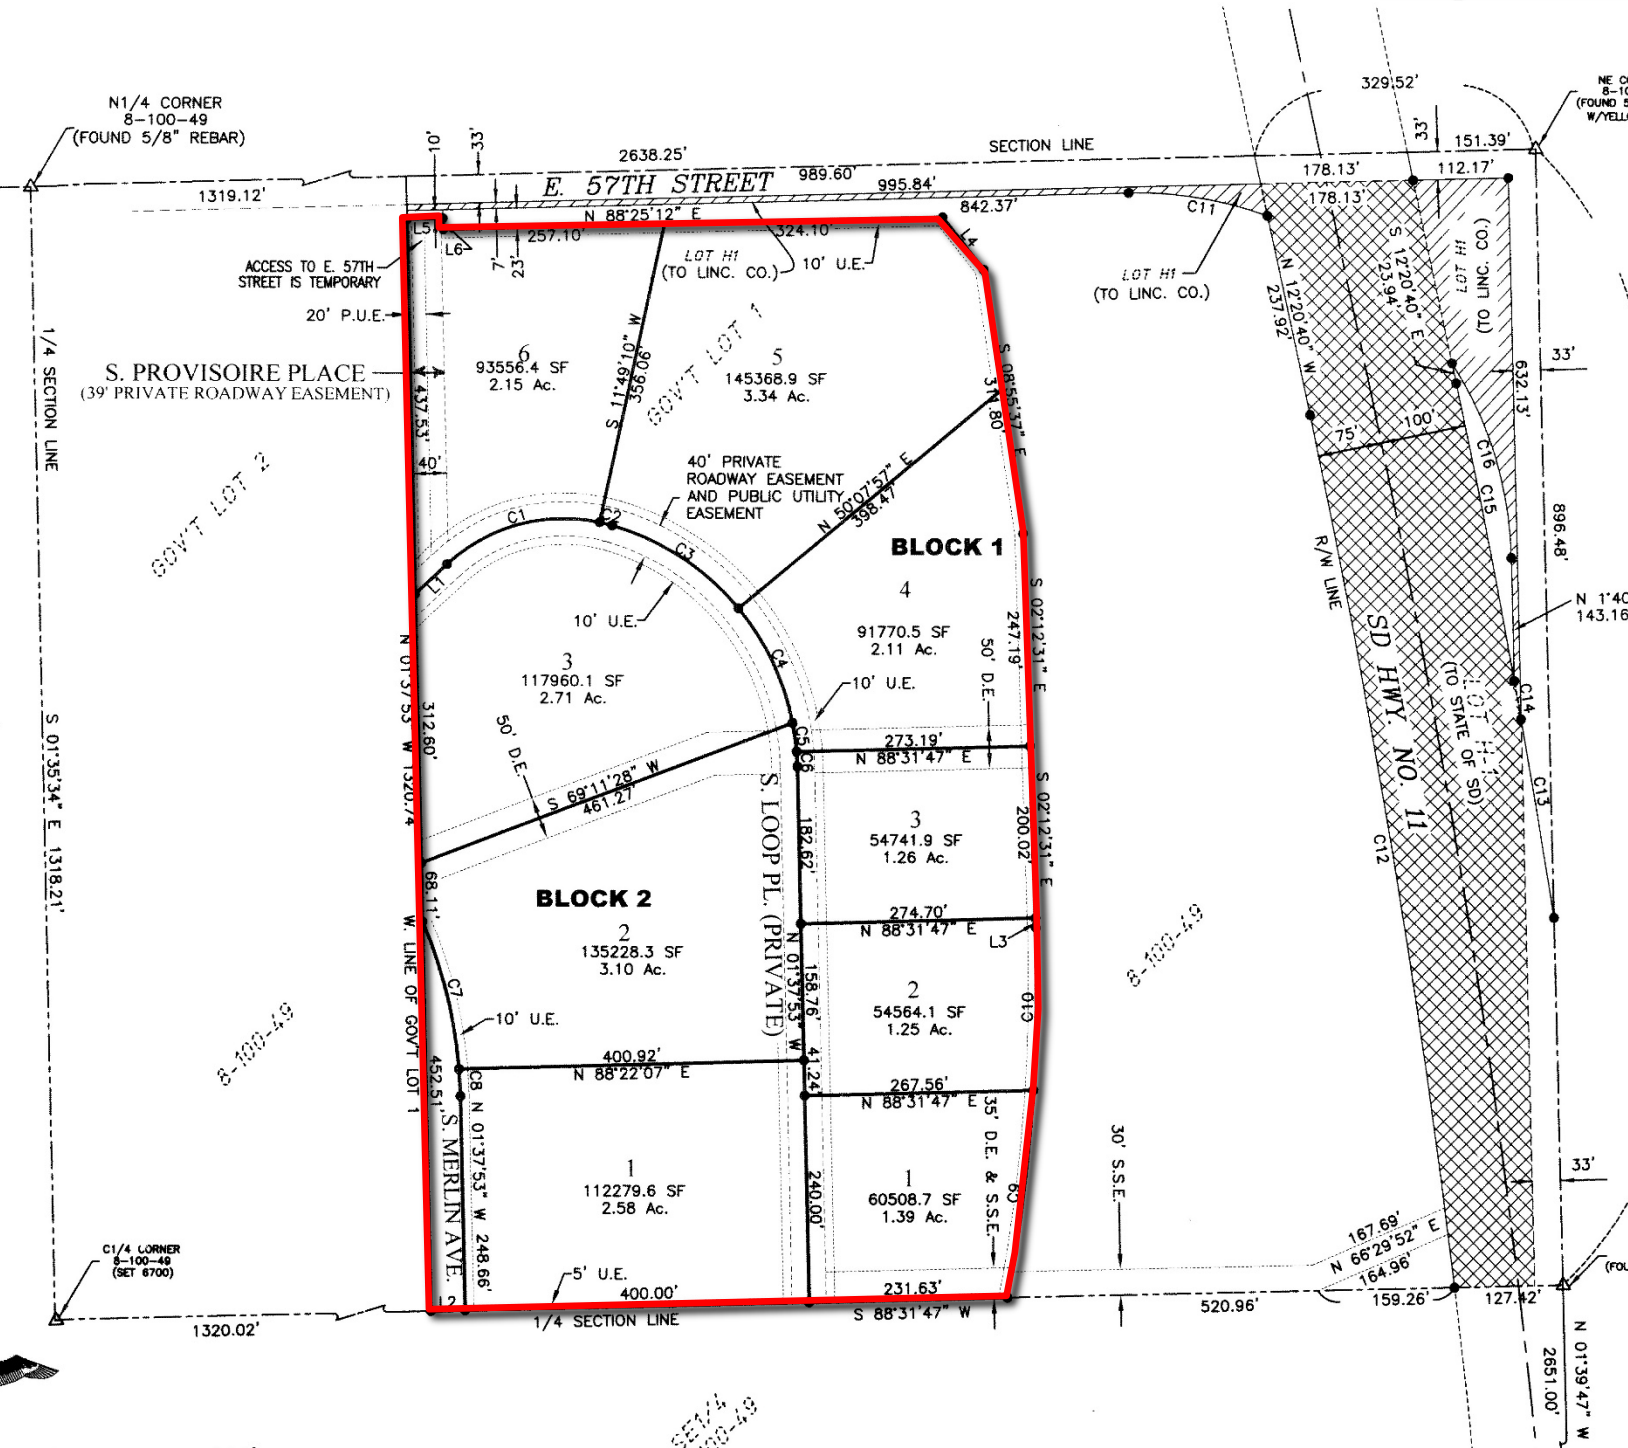 N1/4 CORNER
8-100-49
(FOUND 5/8" REBAR)
10'
33'
2638.25'
SECTION LINE
329.52'
33'
151.39'
NE
8-
(FOUND
W/YELL
1319.12'
E. 57TH STREET
989.60'
995.84'
178.13'
112.17'
178.13'
N 88°25'12" E
842.37'
C11
L5
L6
257.10'
324.10'
L4
7'
23'
LOT H1
(TO LINC. CO.)
10' U.E.
LOT H1
(TO LINC. CO.)
LOT H1
(TO LINC. CO.)
ACCESS TO E. 57TH
STREET IS TEMPORARY
20' P.U.E.
N 12°20'40" W
237.92'
S 12°20'40" E
23.94'
1/4 SECTION LINE
S. PROVISOIRE PLACE
(39' PRIVATE ROADWAY EASEMENT)
437.53'
6
93556.4 SF
2.15 Ac.
S 11°49'10" W
356.06'
GOV'T LOT 1
5
145368.9 SF
3.34 Ac.
S 08°55'37" E
311.80'
33'
632.13'
75'
100'
40'
GOV'T LOT 2
40' PRIVATE
ROADWAY EASEMENT
AND PUBLIC UTILITY
EASEMENT
N 50°07'57" E
398.47'
C16
C15
C1
C2
C3
BLOCK 1
896.48'
R/W LINE
L1
10' U.E.
4
91770.5 SF
2.11 Ac.
S 02°12'31" E
247.19'
N 1°40
143.16
SD HWY. NO. 11
LOT H-1
(TO STATE OF SD)
3
117960.1 SF
2.71 Ac.
C4
10' U.E.
50' D.E.
N 01°37'53" W 1320.74
312.60'
C14
S 01°35'34" E 1318.21'
50' D.E.
C5
C6
273.19'
N 88°31'47" E
S 69°11'28" W
461.27'
S. LOOP PL. (PRIVATE)
182.62'
3
54741.9 SF
1.26 Ac.
S 02°12'31" E
200.02'
C13
C12
68.11'
BLOCK 2
274.70'
N 88°31'47" E
L3
2
135228.3 SF
3.10 Ac.
W. LINE OF GOV'T LOT 1
C7
10' U.E.
N 01°37'53" W
158.76'
2
54564.1 SF
1.25 Ac.
C10
8-100-49
8-100-49
400.92'
N 88°22'07" E
41.24'
267.56'
N 88°31'47" E
452.51'
C8
S. MERLIN AVE.
N 01°37'53" W 248.66'
1
112279.6 SF
2.58 Ac.
240.00'
1
60508.7 SF
1.39 Ac.
35' D.E. & S.S.E.
C9
30' S.S.E.
33'
167.69'
N 66°29'52" E
164.96'
C1/4 CORNER
8-100-49
(SET 6700)
5' U.E.
L2
400.00'
231.63'
(FOU
1320.02'
1/4 SECTION LINE
S 88°31'47" W
520.96'
159.26'
127.42'
N 01°39'47" W
2651.00'
SE1/4
00-49